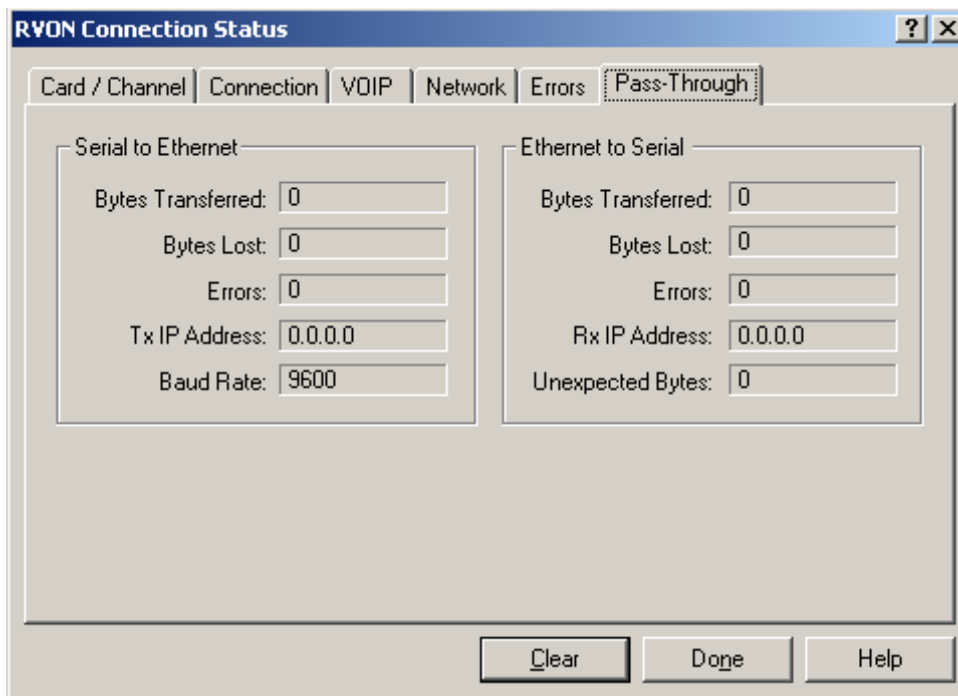 RVON Connection Status
Card / Channel Connection VOIP Network Errors Pass-Through
Serial to Ethernet
Bytes Transferred: 0
Bytes Lost: 0
Errors: 0
Tx IP Address: 0.0.0.0
Baud Rate: 9600
Ethernet to Serial
Bytes Transferred: 0
Bytes Lost: 0
Errors: 0
Rx IP Address: 0.0.0.0
Unexpected Bytes: 0
Clear Done Help